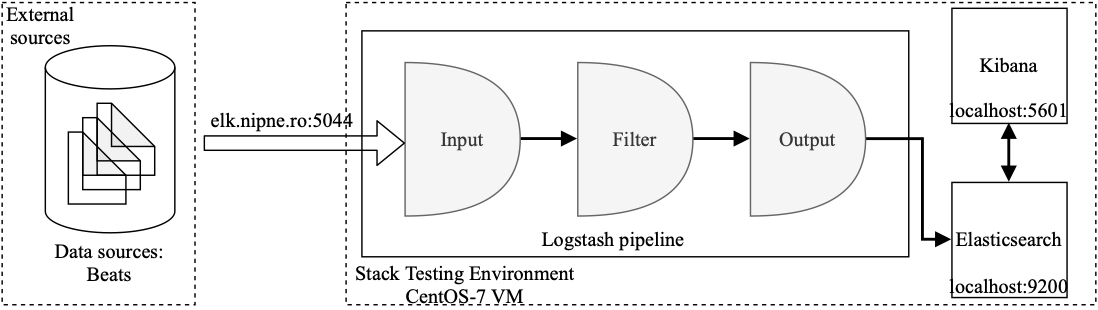 External
sources
Data sources:
Beats
elk.nipne.ro:5044
Input
Filter
Output
Logstash pipeline
Stack Testing Environment
CentOS-7 VM
Kibana
localhost:5601
Elasticsearch
localhost:9200